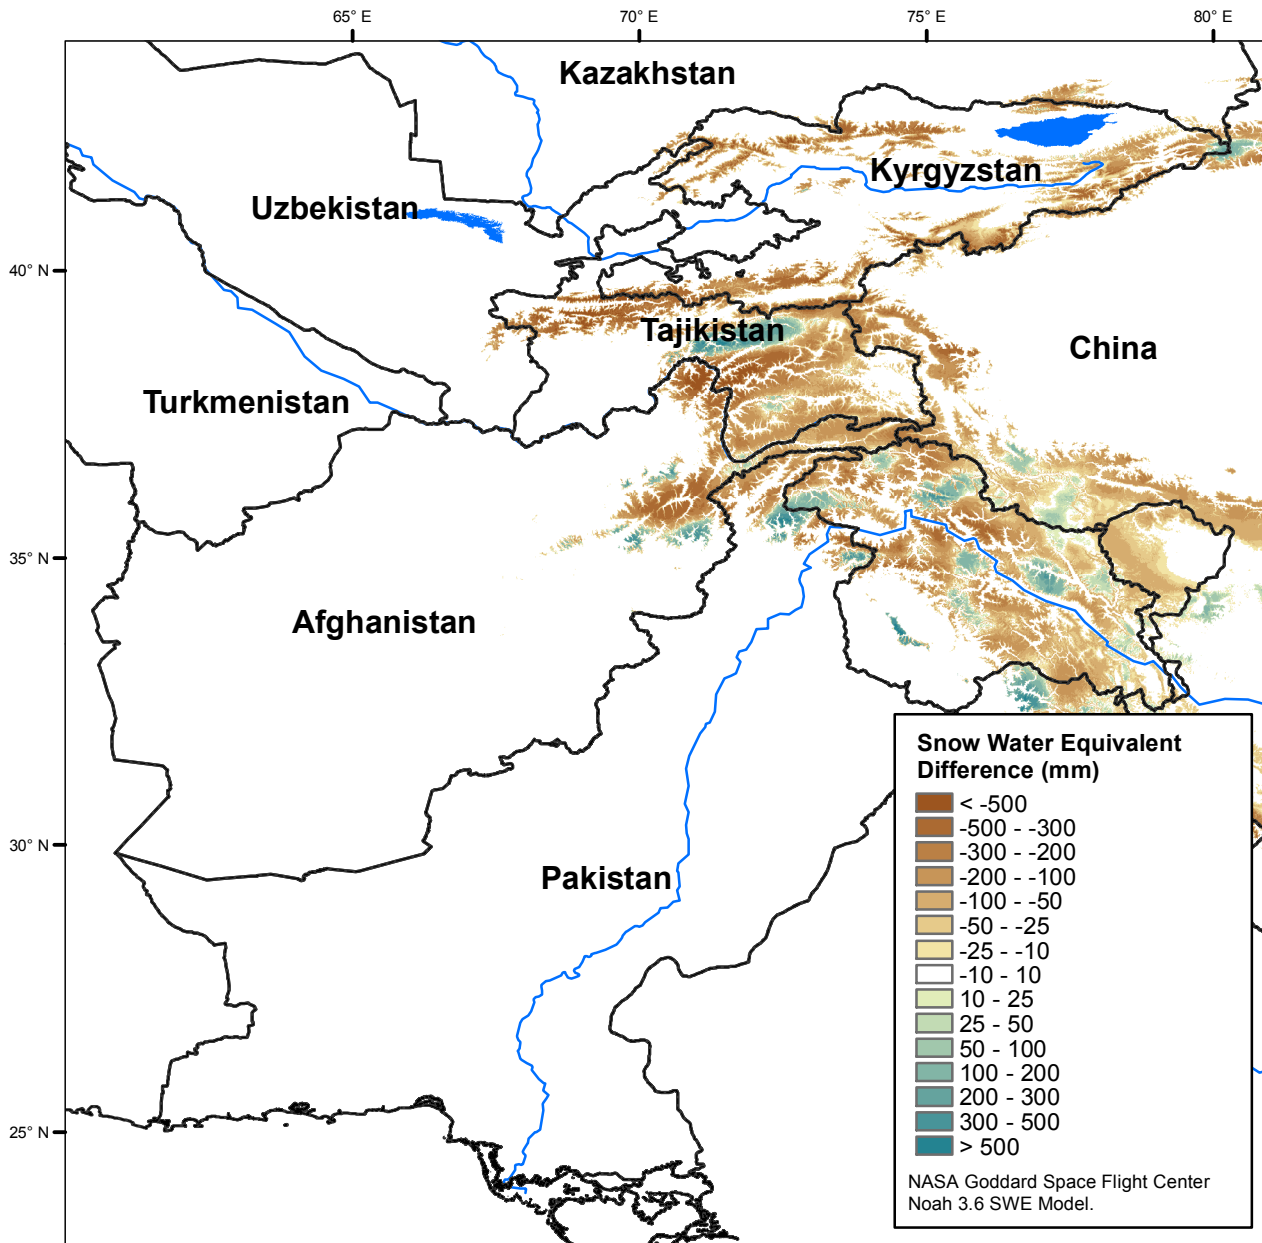 65° E
70° E
75° E
80° E
Kazakhstan
Kyrgyzstan
Uzbekistan
40° N
Tajikistan
China
Turkmenistan
35° N
Afghanistan
30° N
Pakistan
25° N
Snow Water Equivalent
Difference (mm)
< -500
-500 - -300
-300 - -200
-200 - -100
-100 - -50
-50 - -25
-25 - -10
-10 - 10
10 - 25
25 - 50
50 - 100
100 - 200
200 - 300
300 - 500
> 500
NASA Goddard Space Flight Center
Noah 3.6 SWE Model.